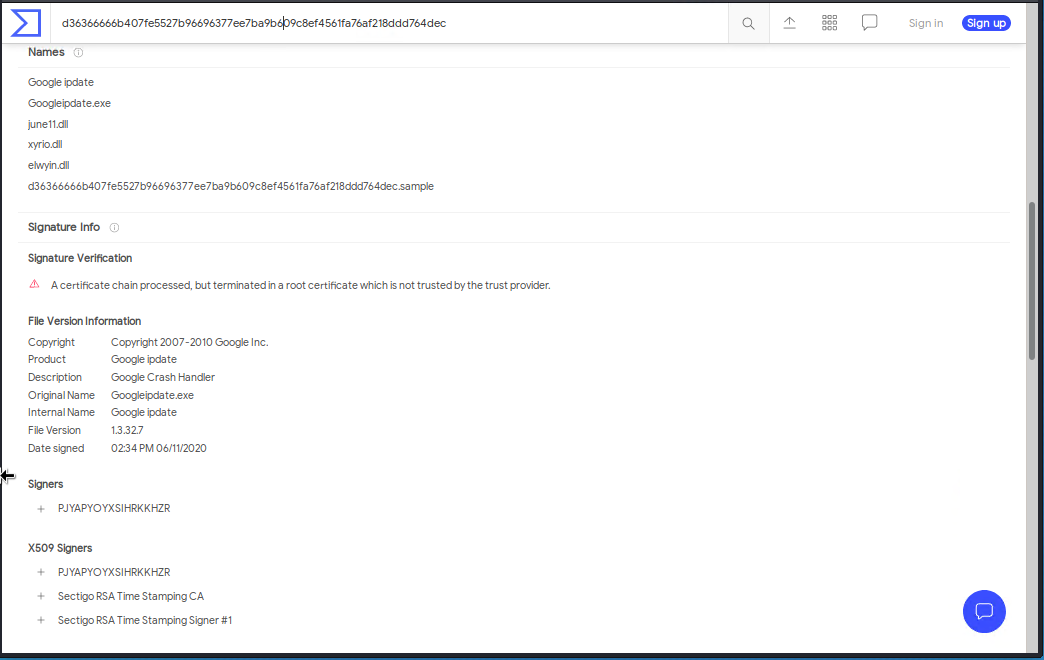 d36366666b407fe5527b96696377ee7ba9b609c8ef4561fa76af218ddd764dec
Sign in
Sign up
Names
Google ipdate
Googleipdate.exe
june11.dll
xyrio.dll
elwyin.dll
d36366666b407fe5527b96696377ee7ba9b609c8ef4561fa76af218ddd764dec.sample
Signature Info
Signature Verification
A certificate chain processed, but terminated in a root certificate which is not trusted by the trust provider.
File Version Information
Copyright Copyright 2007-2010 Google Inc.
Product Google ipdate
Description Google Crash Handler
Original Name Googleipdate.exe
Internal Name Google ipdate
File Version 1.3.32.7
Date signed 02:34 PM 06/11/2020
Signers
+ PJYAPYOYXSIHRKKHZR
X509 Signers
+ PJYAPYOYXSIHRKKHZR
+ Sectigo RSA Time Stamping CA
+ Sectigo RSA Time Stamping Signer #1